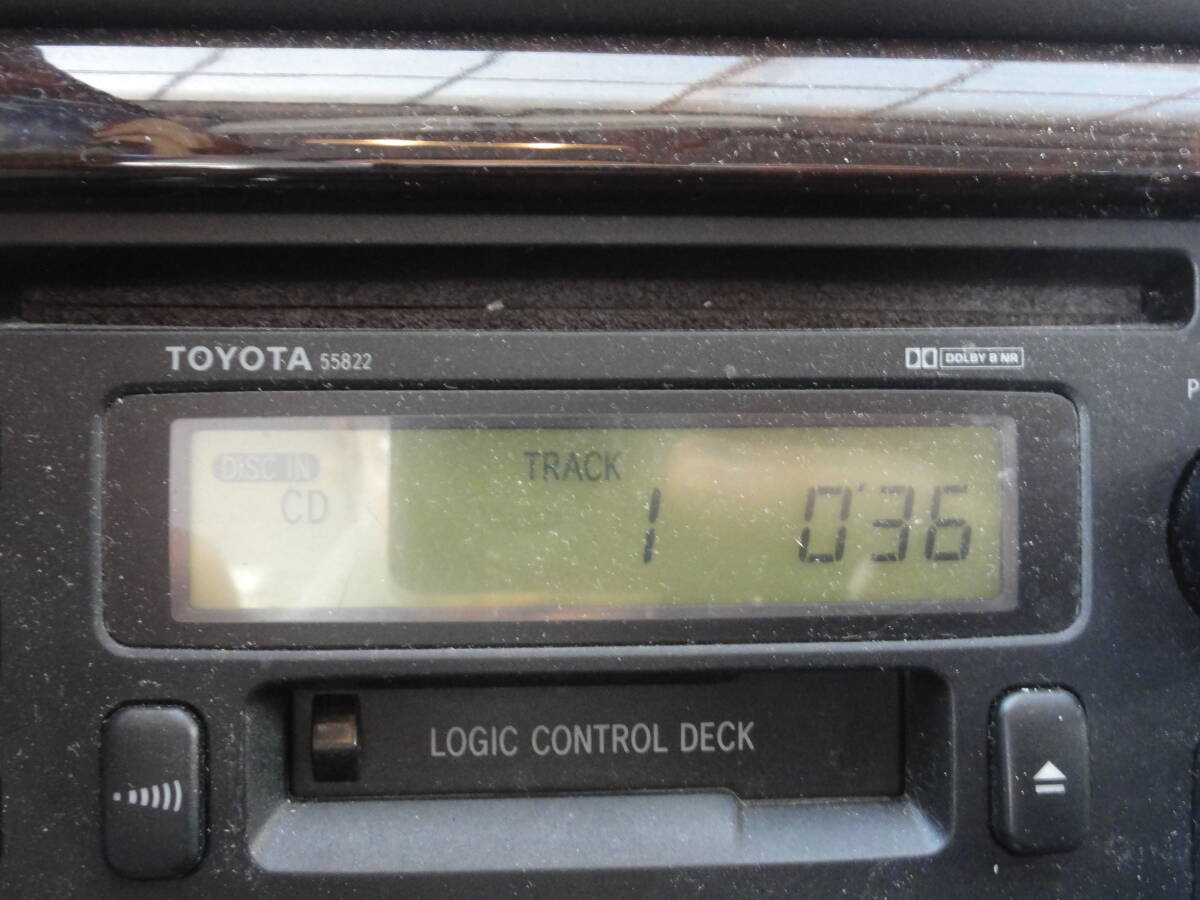 TOYOTA 55822
DOLBY B NR
P
DISC IN
TRACK
CD
1 0'36
LOGIC CONTROL DECK